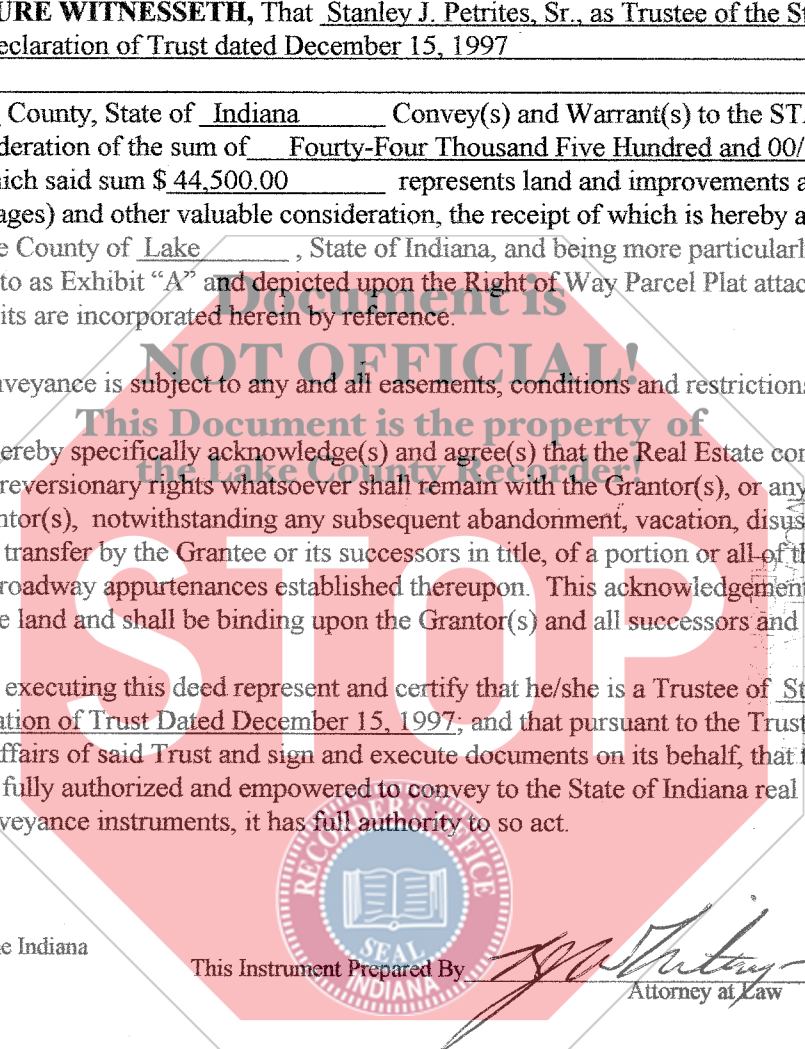 URE WITNESSETH, That Stanley J. Petrites, Sr., as Trustee of the St
eclaration of Trust dated December 15, 1997
County, State of Indiana Convey(s) and Warrant(s) to the ST
deration of the sum of Fourty-Four Thousand Five Hundred and 00/
ich said sum $ 44,500.00 represents land and improvements a
ages) and other valuable consideration, the receipt of which is hereby a
e County of Lake , State of Indiana, and being more particularl
to as Exhibit “A” and depicted upon the Right of Way Parcel Plat attac
its are incorporated herein by reference.
Document is
NOT OFFICIAL!
nveyance is subject to any and all easements, conditions and restrictions
This Document is the property of
the Lake County Recorder!
ereby specifically acknowledge(s) and agree(s) that the Real Estate con
reversionary rights whatsoever shall remain with the Grantor(s), or any
ntor(s), notwithstanding any subsequent abandonment, vacation, disus
transfer by the Grantee or its successors in title, of a portion or all of th
roadway appurtenances established thereupon. This acknowledgement
e land and shall be binding upon the Grantor(s) and all successors and
STOP
executing this deed represent and certify that he/she is a Trustee of St
ation of Trust Dated December 15, 1997, and that pursuant to the Trust
ffairs of said Trust and sign and execute documents on its behalf, that t
fully authorized and empowered to convey to the State of Indiana real
veyance instruments, it has full authority to so act.
RECORDER'S OFFICE
SEAL
INDIANA
e Indiana
This Instrument Prepared By
Attorney at Law